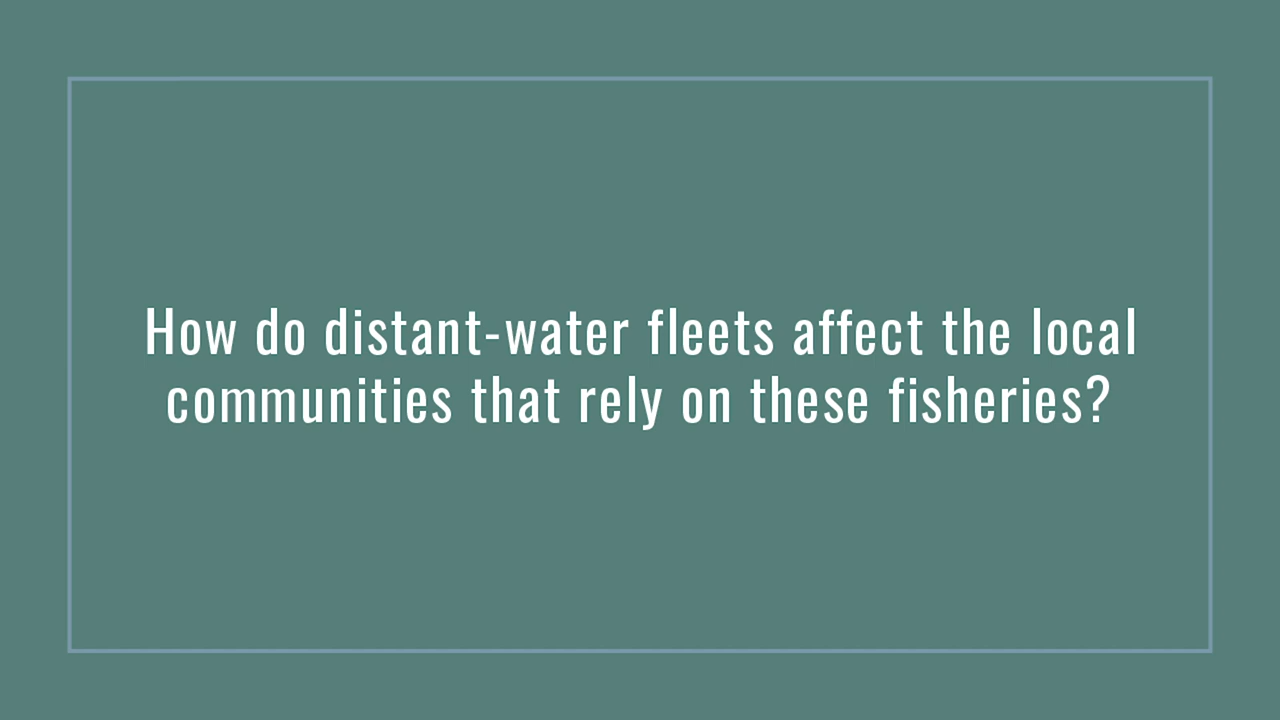 How do distant-water fleets affect the local
communities that rely on these fisheries?